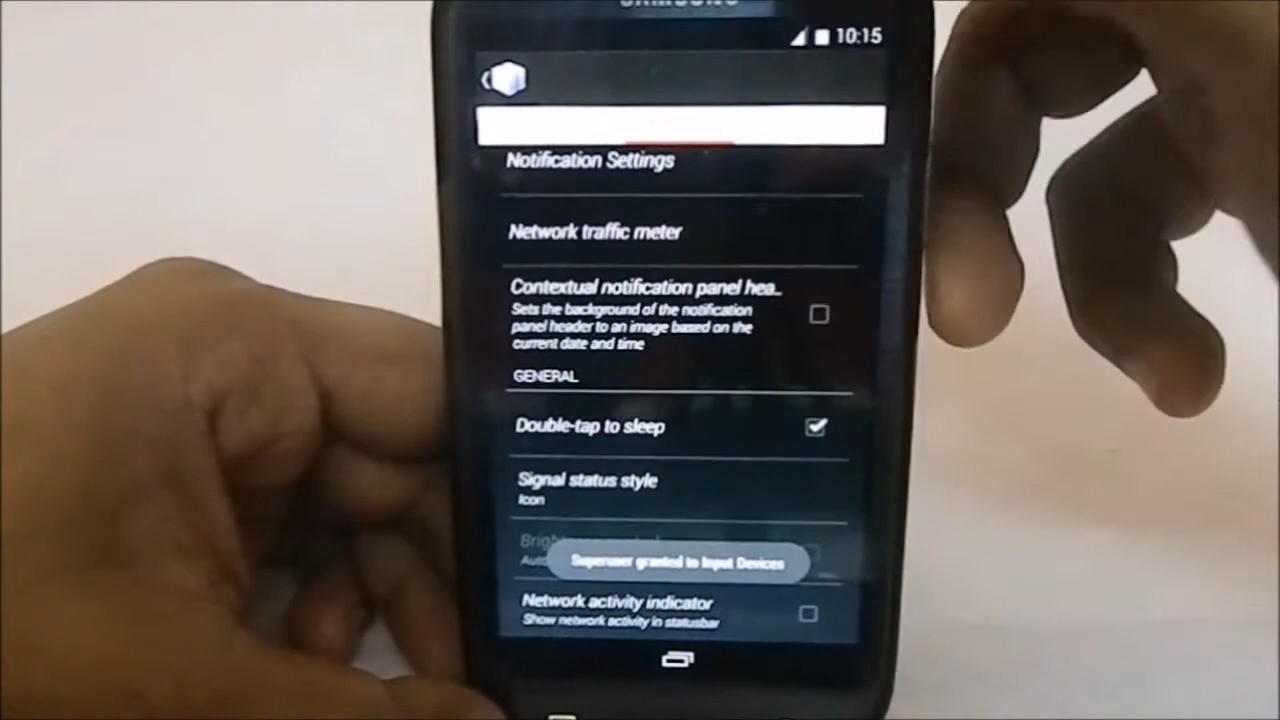 SAMSUNG
10:15
Notification Settings
Network traffic meter
Contextual notification panel hea..
Sets the background of the notification
panel header to an image based on the
current date and time
GENERAL
Double-tap to sleep
Signal status style
Icon
Superuser granted to Input Devices
Network activity indicator
Show network activity in statusbar